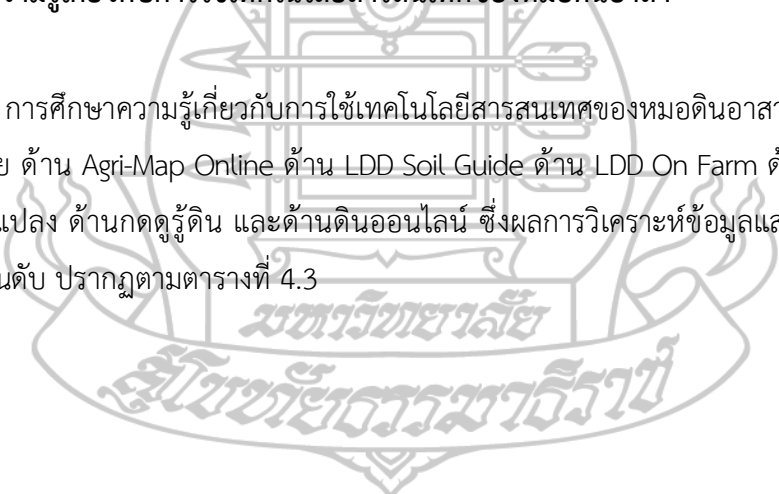 การศึกษาความรู้เกี่ยวกับการใช้เทคโนโลยีสารสนเทศของหมอดินอาสา
ย ด้าน Agri-Map Online ด้าน LDD Soil Guide ด้าน LDD On Farm ด้
แปลง ด้านกดดูรู้ดิน และด้านดินออนไลน์ ซึ่งผลการวิเคราะห์ข้อมูลแส
นดับ ปรากฏตามตารางที่ 4.3
มหาวิทยาลัย
สุโขทัยธรรมาธิราช